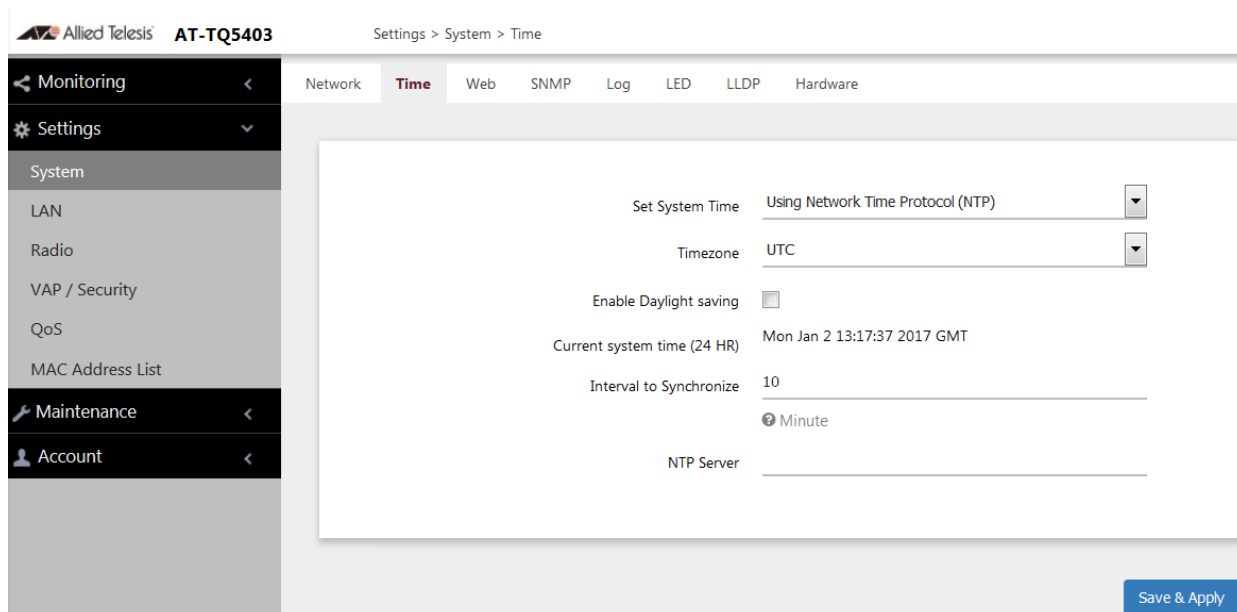 Allied Telesis AT-TQ5403 Settings > System > Time
Monitoring
Network Time Web SNMP Log LED LLDP Hardware
Settings
System
LAN
Radio
VAP / Security
QoS
MAC Address List
Maintenance
Account
Set System Time Using Network Time Protocol (NTP)
Timezone UTC
Enable Daylight saving
Current system time (24 HR) Mon Jan 2 13:17:37 2017 GMT
Interval to Synchronize 10
Minute
NTP Server
Save & Apply